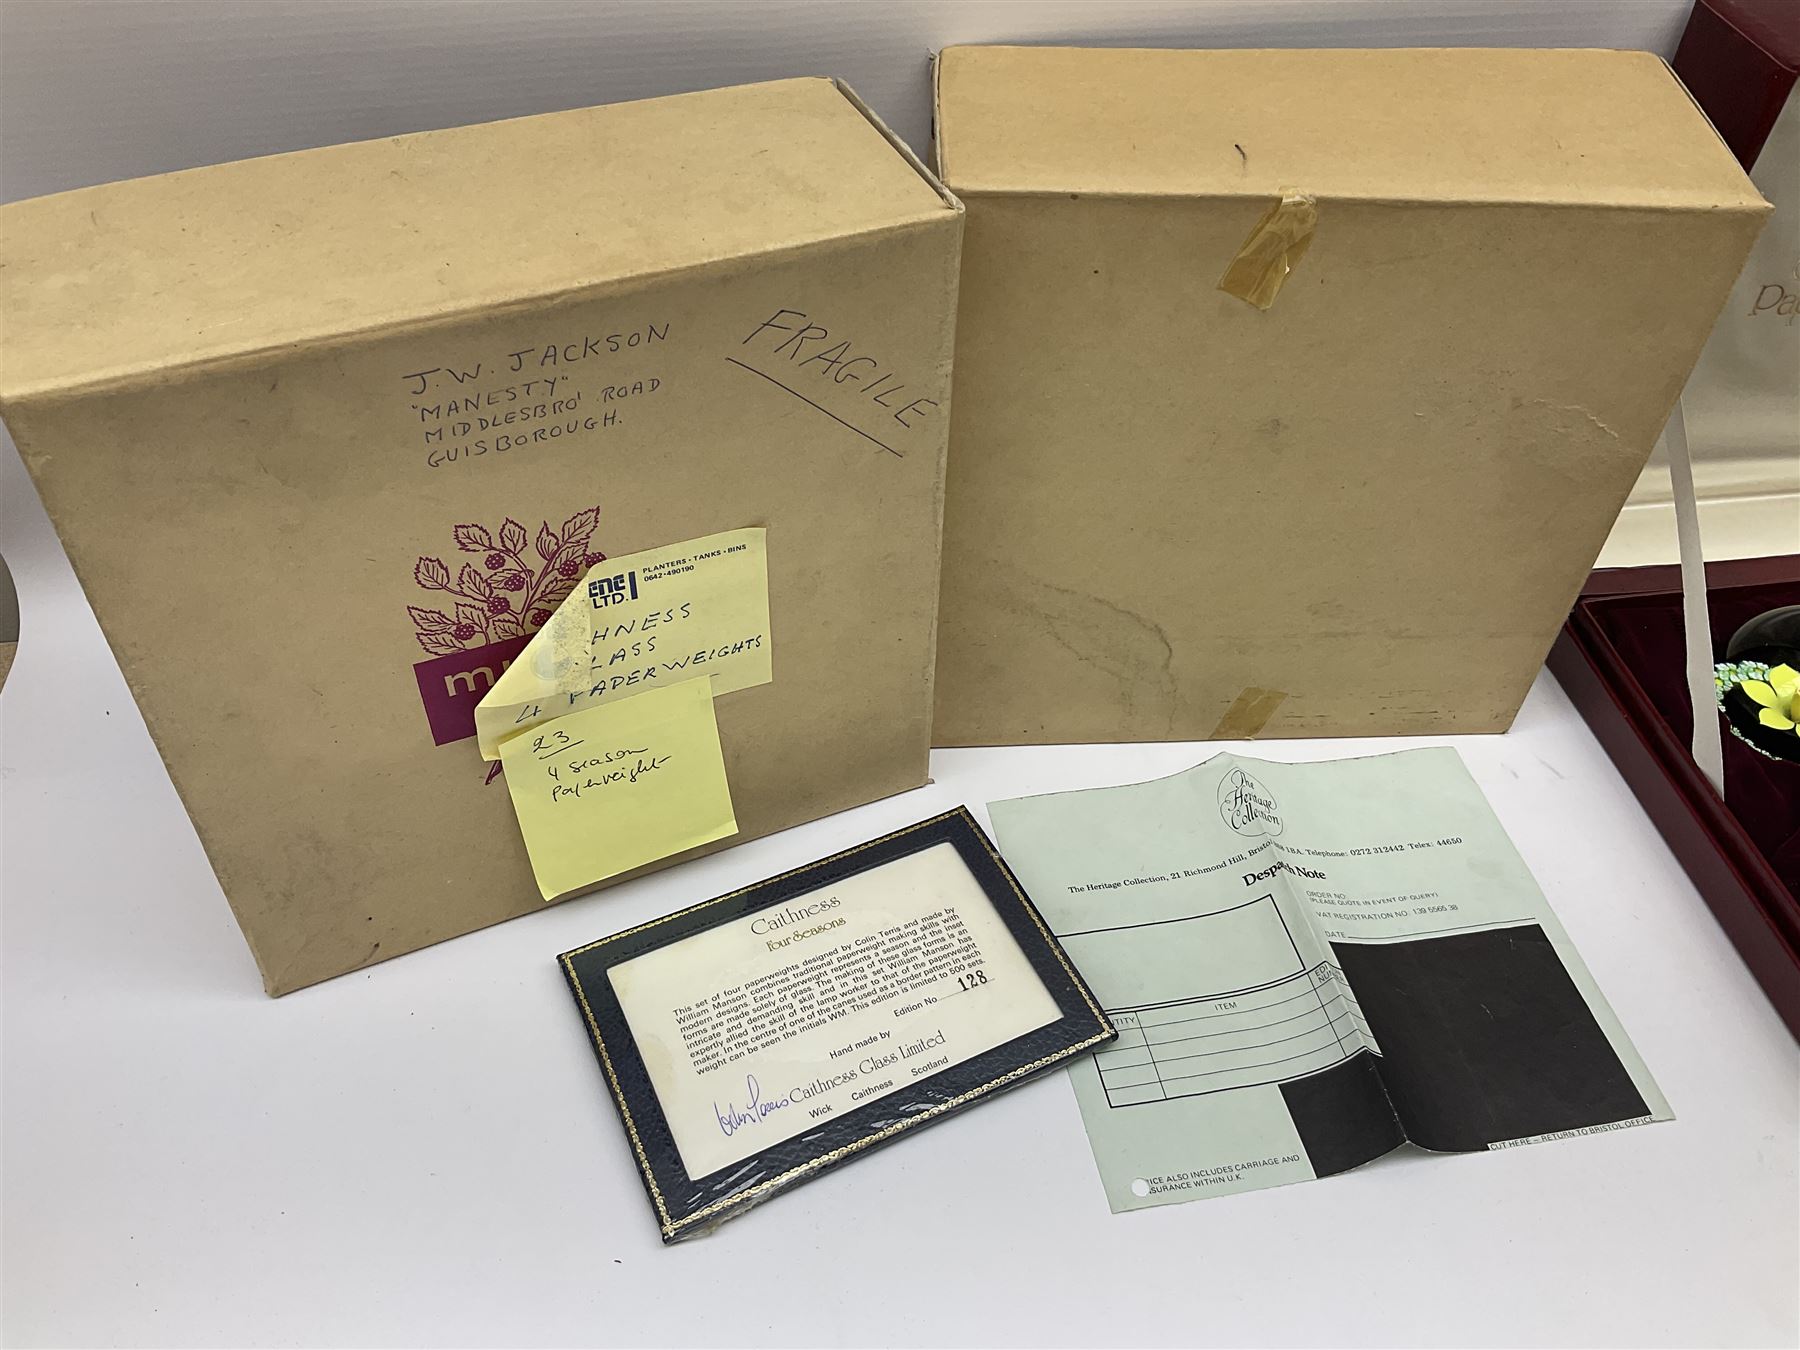 J.W. JACKSON
"MANESTY"
MIDDLESBRO' ROAD
GUISBOROUGH.
FRAGILE
PLANTERS - TANKS - BINS
0642-490190
LTD.
HNESS
LASS
4 PAPERWEIGHTS
23
4 season
paperweight
Caithness
Four Seasons
This set of four paperweights designed by Colin Terris and made by
William Manson combines traditional paperweight making skills with
modern designs. Each paperweight represents a season and the inset
forms are made solely of glass. The making of these glass forms is an
intricate and demanding skill and in this set William Manson has
expertly allied the skill of the lamp worker to that of the paperweight
maker. In the centre of one of the canes used as a border pattern in each
weight can be seen the initials WM. This edition is limited to 500 sets.
Edition No. 128
Hand made by
Caithness Glass Limited
Wick Caithness Scotland
Colin Terris
The
Heritage
Collection
The Heritage Collection, 21 Richmond Hill, Bristol 1BA. Telephone: 0272 312442 Telex: 44650
Despatch Note
ORDER NO.
(PLEASE QUOTE IN EVENT OF QUERY)
VAT REGISTRATION NO: 139 5565 38
DATE
TITY ITEM
ICE ALSO INCLUDES CARRIAGE AND
SURANCE WITHIN U.K.
CUT HERE - RETURN TO BRISTOL OFFICE